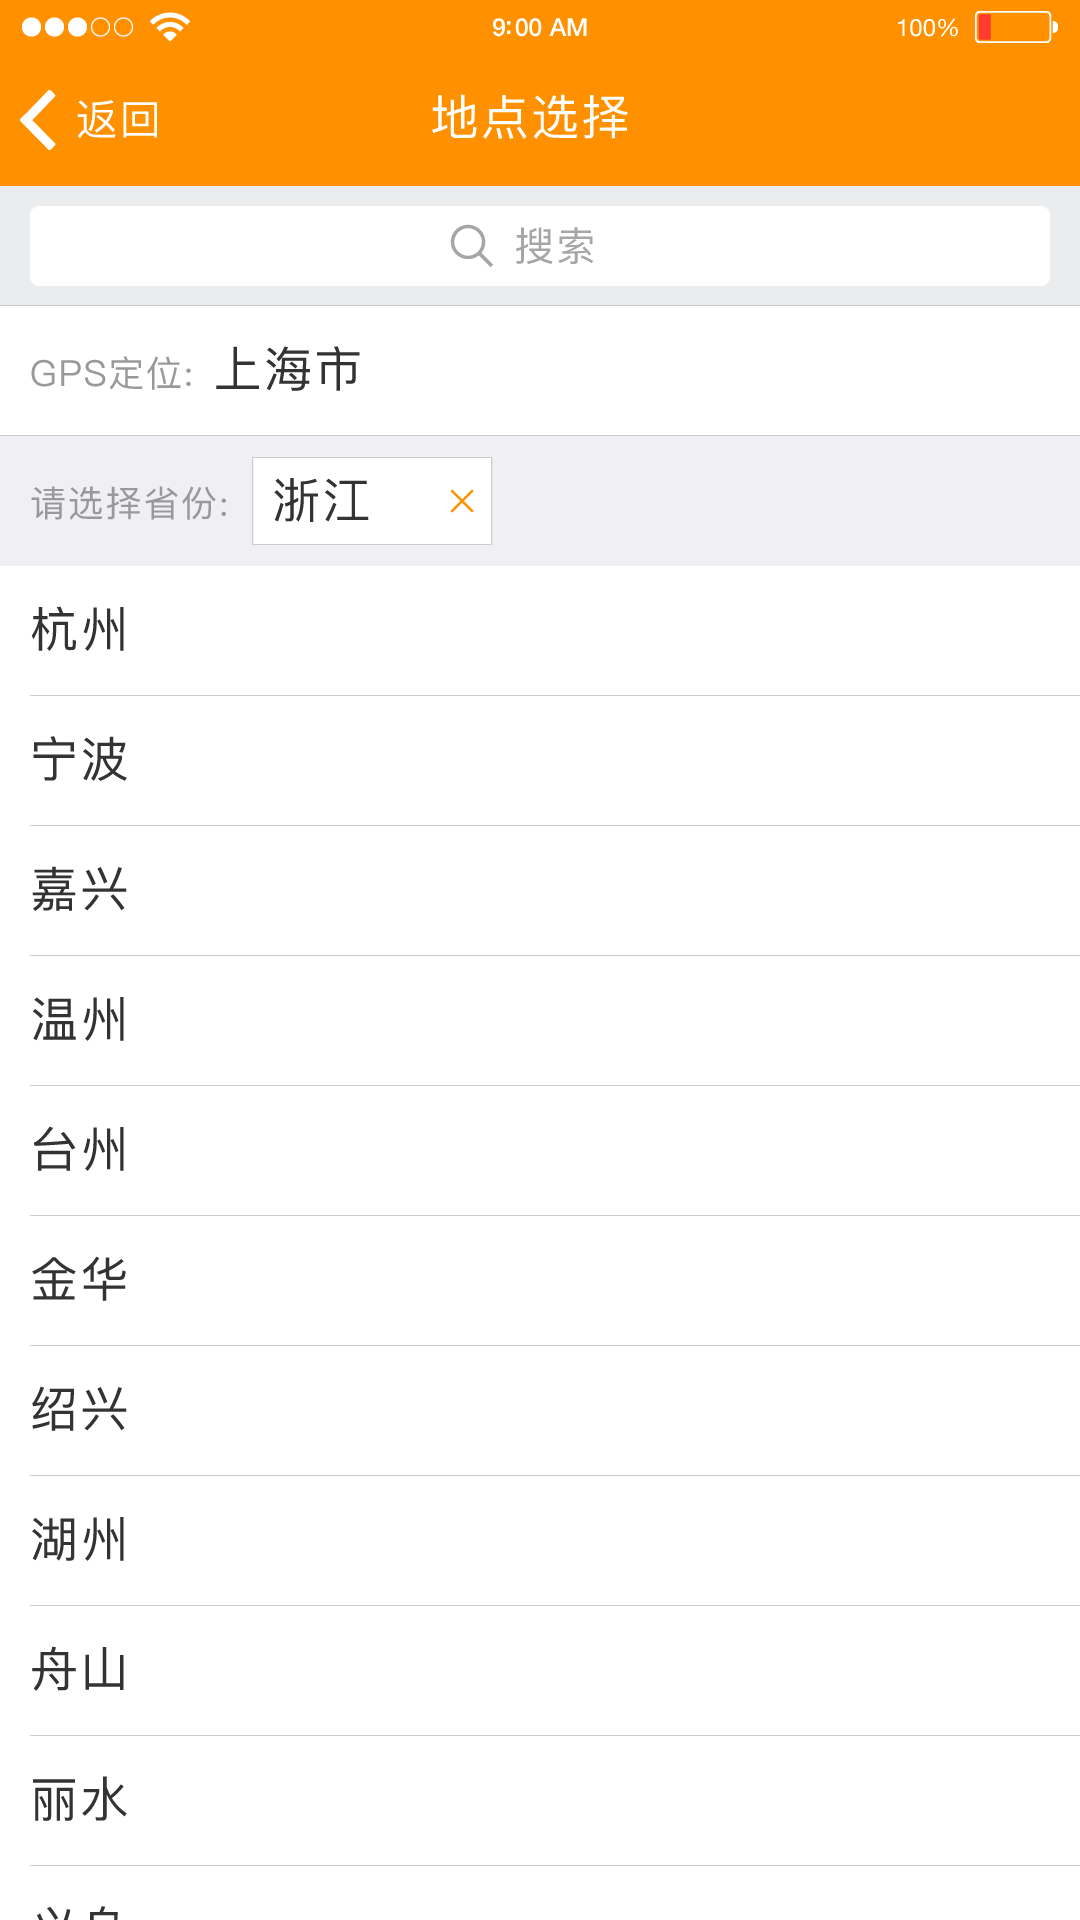 9:00 AM 100%
返回 地点选择
搜索
GPS定位: 上海市
请选择省份: 浙江
杭州
宁波
嘉兴
温州
台州
金华
绍兴
湖州
舟山
丽水